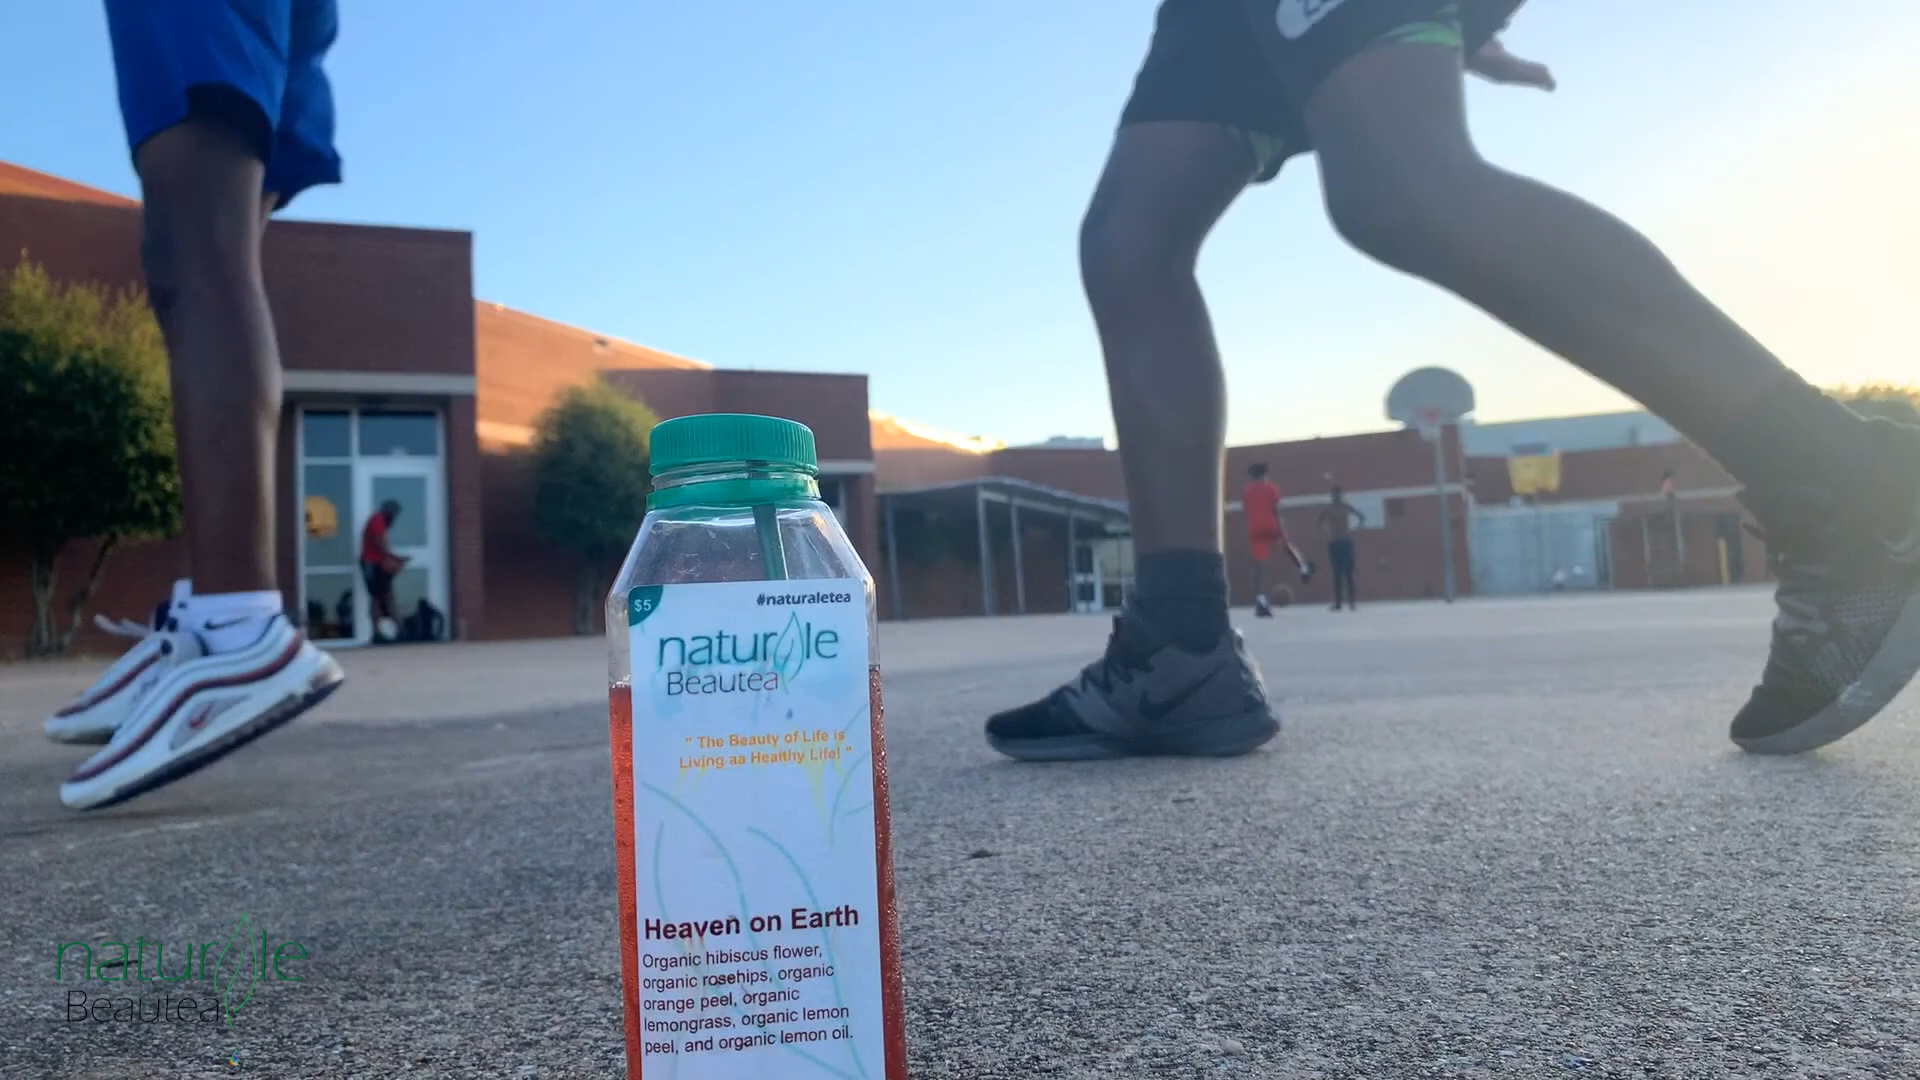 $5
#naturaletea
naturale
Beautea
" The Beauty of Life is
Living aa Healthy Life! "
Heaven on Earth
Organic hibiscus flower,
organic rosehips, organic
orange peel, organic
lemongrass, organic lemon
peel, and organic lemon oil.
naturale
Beautea